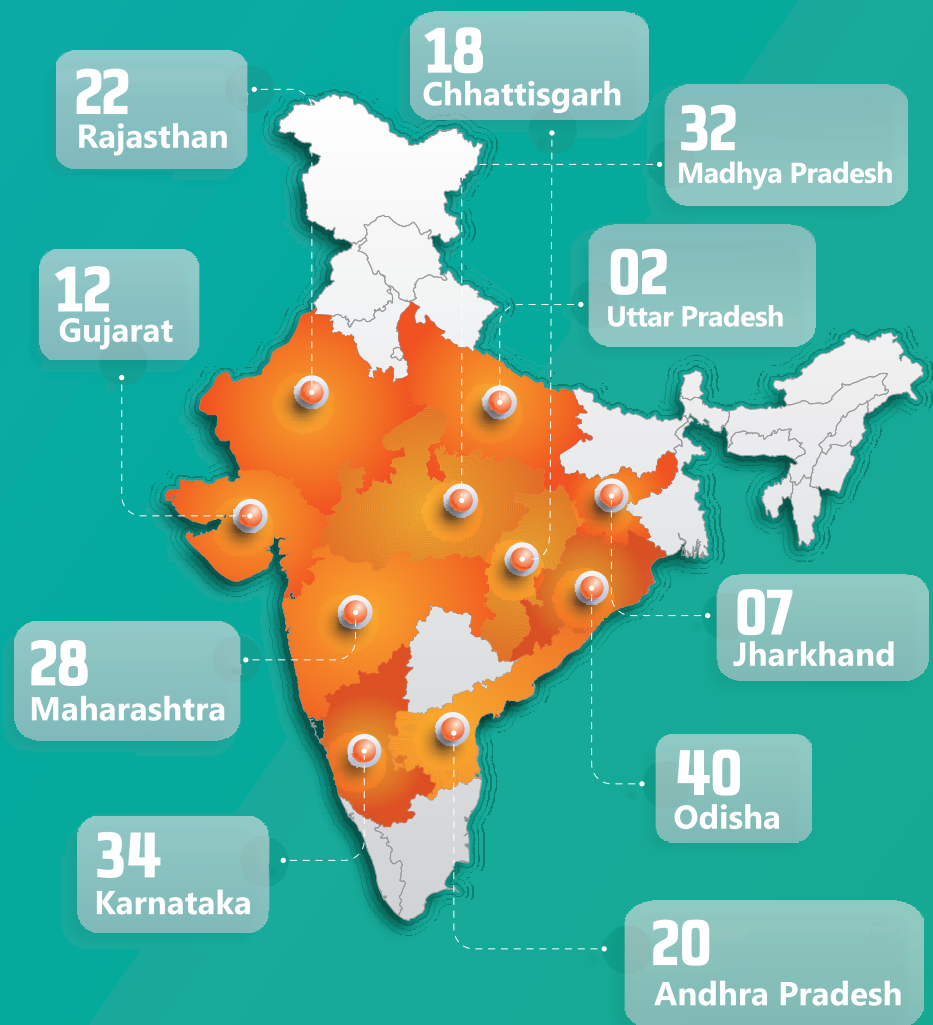 18
Chhattisgarh
22
Rajasthan
32
Madhya Pradesh
02
Uttar Pradesh
12
Gujarat
07
Jharkhand
28
Maharashtra
40
Odisha
34
Karnataka
20
Andhra Pradesh